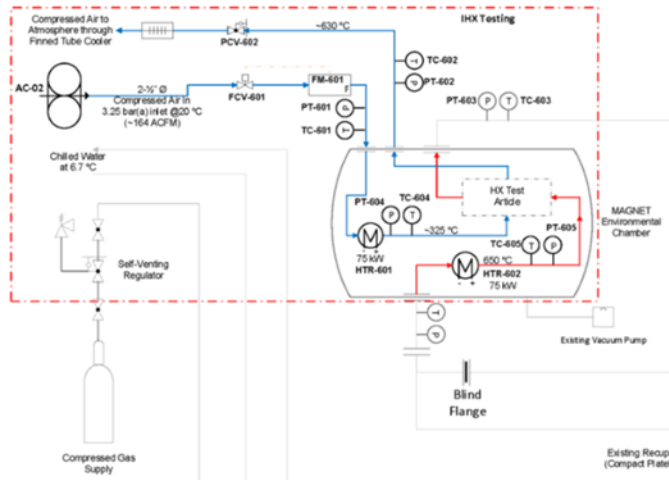 Compressed Air to
Atmosphere through
Finned Tube Cooler
PCV-602
~630 °C
IHX Testing
TC-602
T
PT-602
P
AC-02
2-½" Ø
Compressed Air In
3.25 bar(a) inlet @20 °C
(~164 ACFM)
FCV-601
FM-601
F
PT-601
P
TC-601
T
PT-603
P
T
TC-603
Chilled Water
at 6.7 °C
PT-604
TC-604
P
T
HX Test
Article
MAGNET
Environmental
Chamber
M
- +
75 kW
HTR-601
~325 °C
PT-605
TC-605
T
P
650 °C
M
- +
HTR-602
75 kW
Self-Venting
Regulator
T
P
Existing Vacuum Pump
Blind
Flange
Compressed Gas
Supply
Existing Recup
(Compact Plate